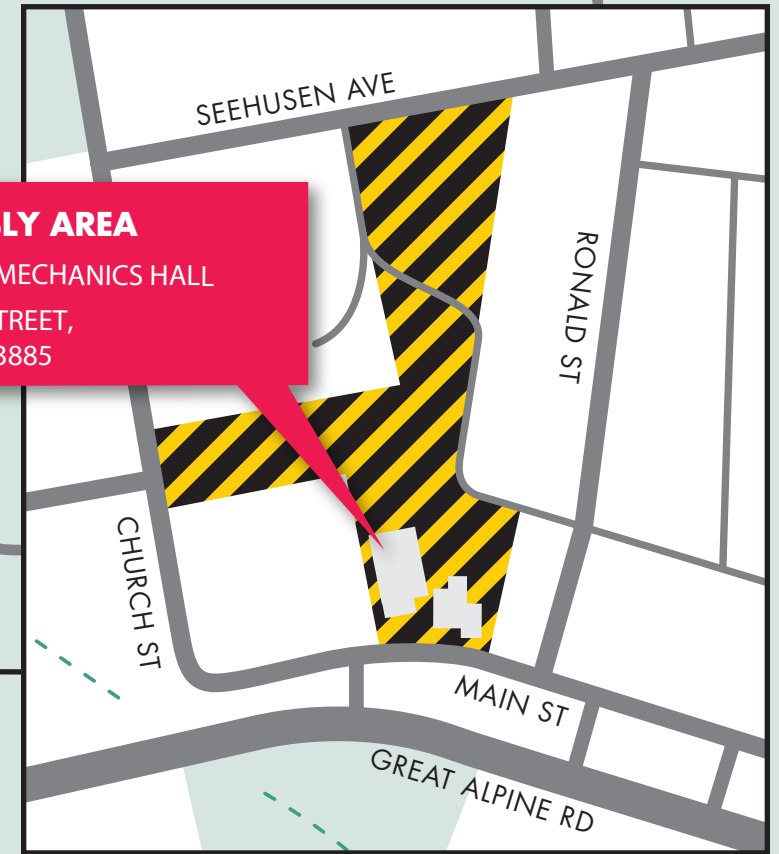 SEEHUSEN AVE
LY AREA
MECHANICS HALL
TREET,
3885
RONALD ST
CHURCH ST
MAIN ST
GREAT ALPINE RD